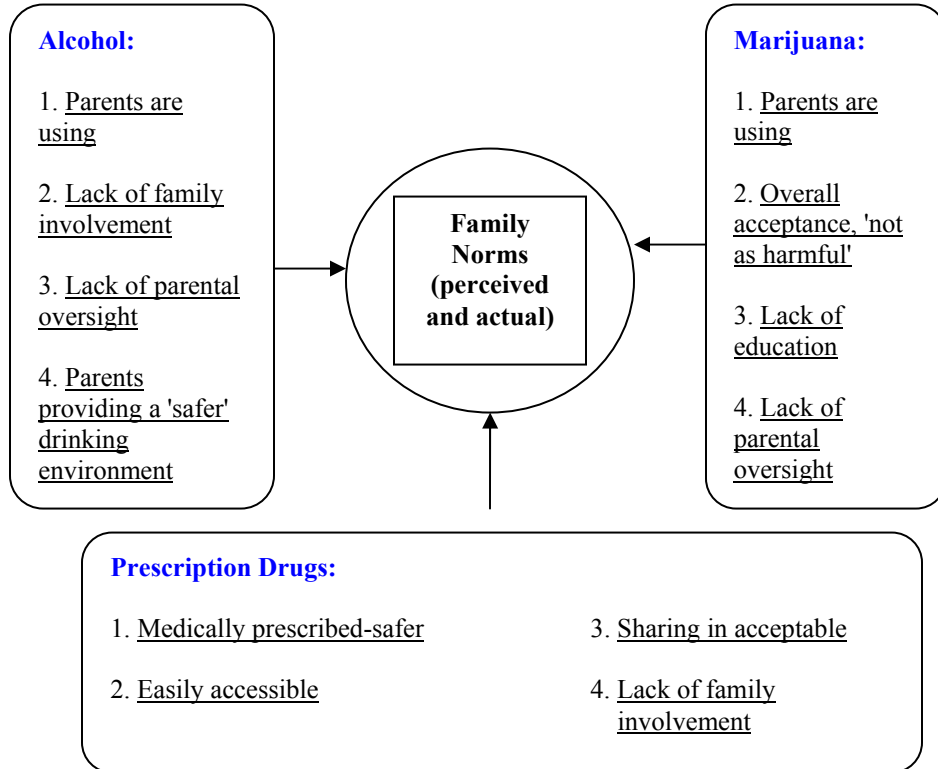 Alcohol:
1. Parents are
using
2. Lack of family
involvement
3. Lack of parental
oversight
4. Parents
providing a 'safer'
drinking
environment
Family
Norms
(perceived
and actual)
Marijuana:
1. Parents are
using
2. Overall
acceptance, 'not
as harmful'
3. Lack of
education
4. Lack of
parental
oversight
Prescription Drugs:
1. Medically prescribed-safer
2. Easily accessible
3. Sharing in acceptable
4. Lack of family
involvement